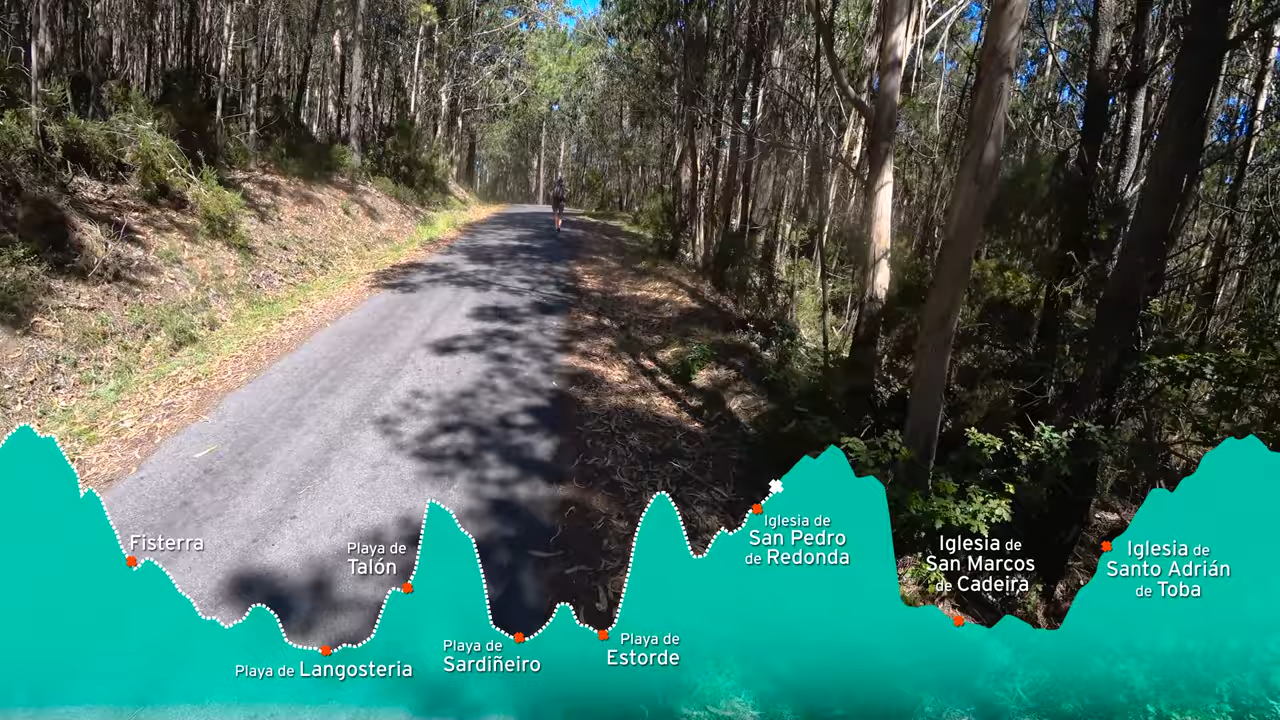 Fisterra
Playa de Langosteria
Playa de
Talón
Playa de
Sardiñeiro
Playa de
Estorde
Iglesia de
San Pedro
de Redonda
Iglesia de
San Marcos
de Cadeira
Iglesia de
Santo Adrián
de Toba